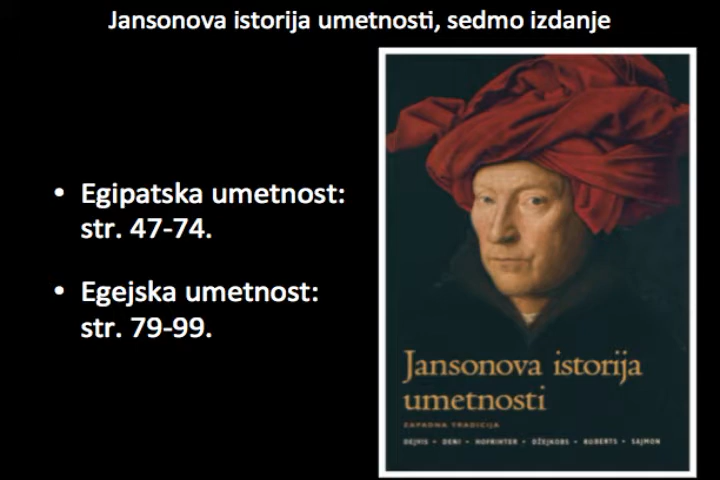 Jansonova istorija umetnosti, sedmo izdanje
• Egipatska umetnost:
str. 47-74.
• Egejska umetnost:
str. 79-99.
Jansonova istorija
umetnosti
ZAPADNA TRADICIJA
DEJVIS • DENI • HOFRIHTER • DŽEJKOBS • ROBERTS • SAJMON